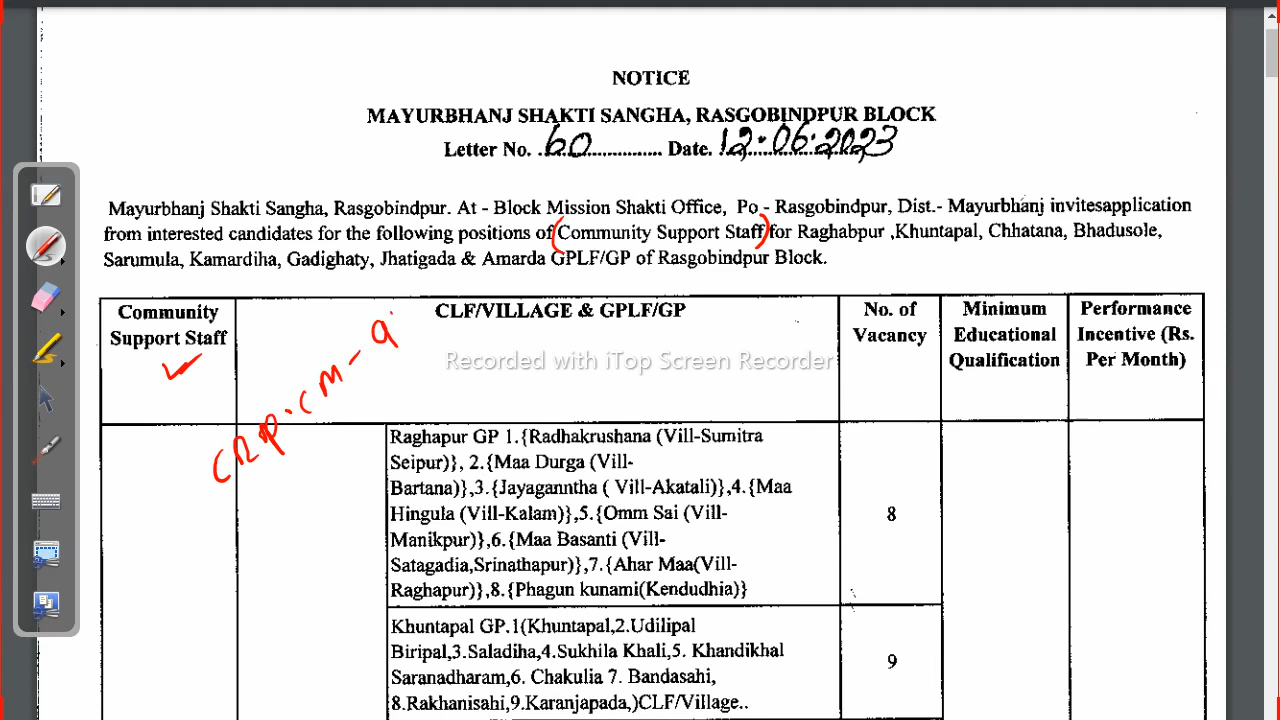 NOTICE
MAYURBHANJ SHAKTI SANGHA, RASGOBINDPUR BLOCK
Letter No. .60................ Date. 12.06.2023
Mayurbhanj Shakti Sangha, Rasgobindpur. At - Block Mission Shakti Office, Po - Rasgobindpur, Dist.- Mayurbhanj invitesapplication
from interested candidates for the following positions of (Community Support Staff) for Raghabpur ,Khuntapal, Chhatana, Bhadusole,
Sarumula, Kamardiha, Gadighaty, Jhatigada & Amarda GPLF/GP of Rasgobindpur Block.
Community
Support Staff
CLF/VILLAGE & GPLF/GP
No. of
Vacancy
Minimum
Educational
Qualification
Performance
Incentive (Rs.
Per Month)
Recorded with iTop Screen Recorder
CRP.CM-9
Raghapur GP 1.{Radhakrushana (Vill-Sumitra
Seipur)}, 2.{Maa Durga (Vill-
Bartana)},3.{Jayaganntha ( Vill-Akatali)},4.{Maa
Hingula (Vill-Kalam)},5.{Omm Sai (Vill-
Manikpur)},6.{Maa Basanti (Vill-
Satagadia,Srinathapur)},7.{Ahar Maa(Vill-
Raghapur)},8.{Phagun kunami(Kendudhia)}
8
Khuntapal GP.1(Khuntapal,2.Udilipal
Biripal,3.Saladiha,4.Sukhila Khali,5. Khandikhal
Saranadharam,6. Chakulia 7. Bandasahi,
8.Rakhanisahi,9.Karanjapada,)CLF/Village..
9